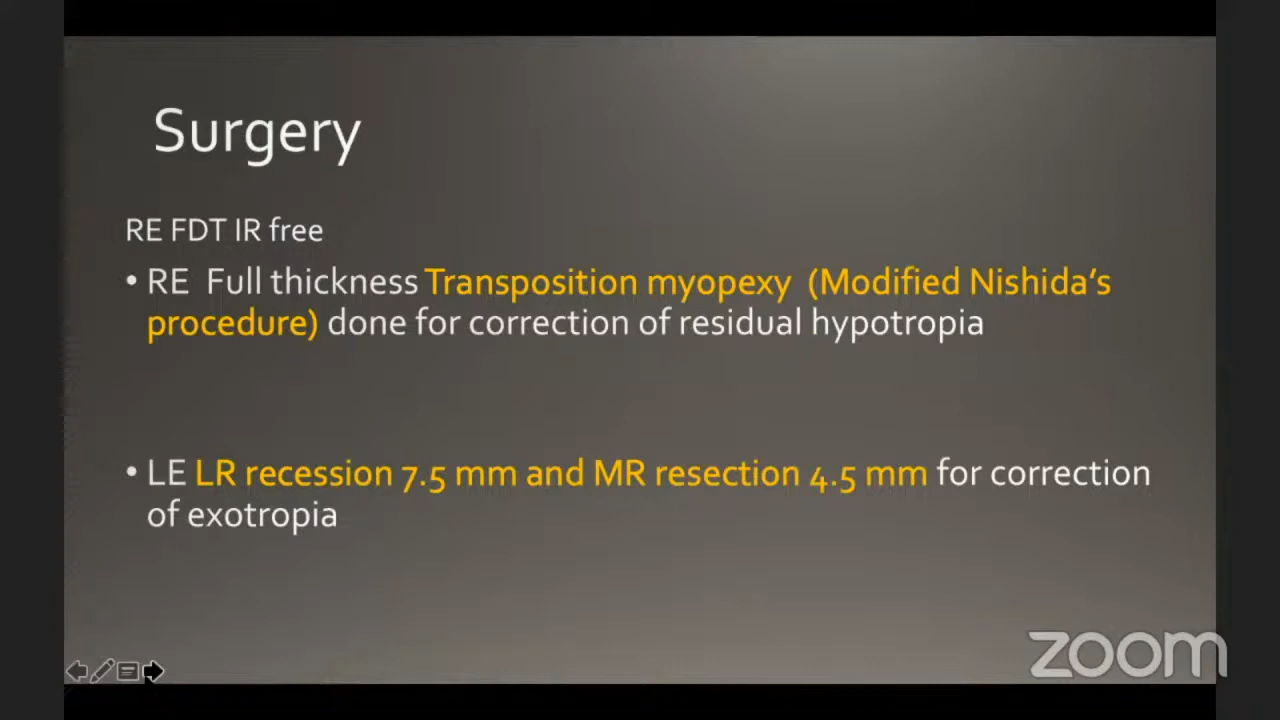 Surgery
RE FDT IR free
• RE Full thickness Transposition myopexy (Modified Nishida’s
procedure) done for correction of residual hypotropia
• LE LR recession 7.5 mm and MR resection 4.5 mm for correction
of exotropia
zoom